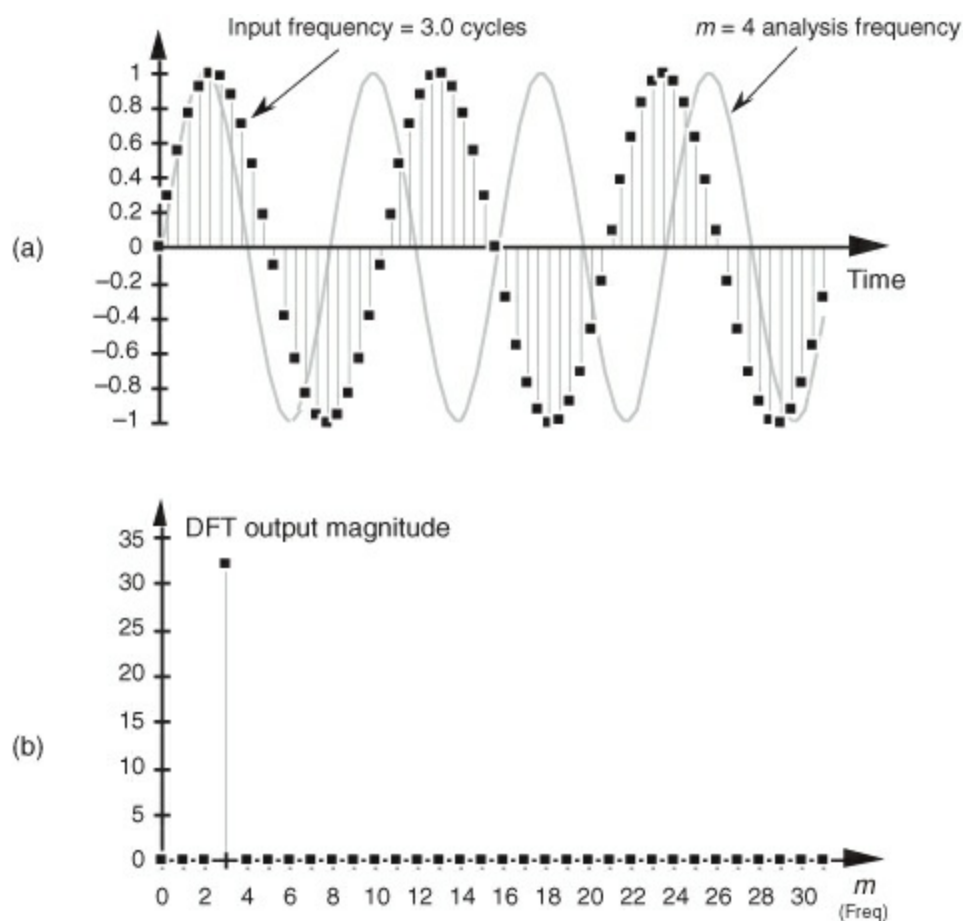 Input frequency = 3.0 cycles
m = 4 analysis frequency
1
0.8
0.6
0.4
0.2
0
−0.2
−0.4
−0.6
−0.8
−1
(a)
Time
DFT output magnitude
35
30
25
20
15
10
5
0
(b)
0 2 4 6 8 10 12 14 16 18 20 22 24 26 28 30
m
(Freq)